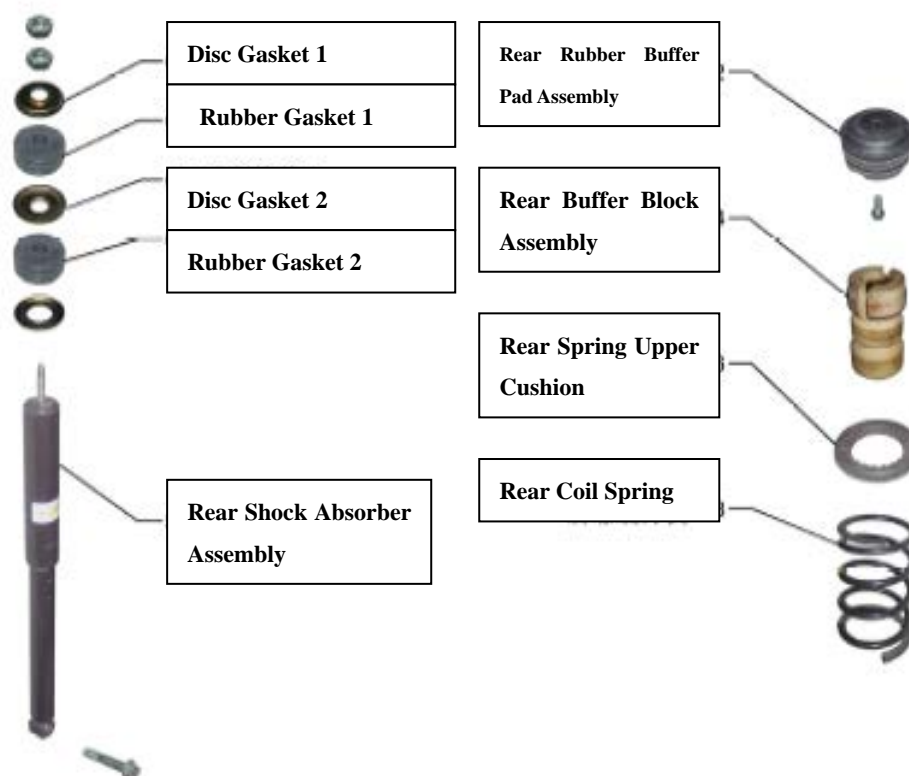 Disc Gasket 1
Rubber Gasket 1
Disc Gasket 2
Rubber Gasket 2
Rear Shock Absorber
Assembly
Rear Rubber Buffer
Pad Assembly
Rear Buffer Block
Assembly
Rear Spring Upper
Cushion
Rear Coil Spring